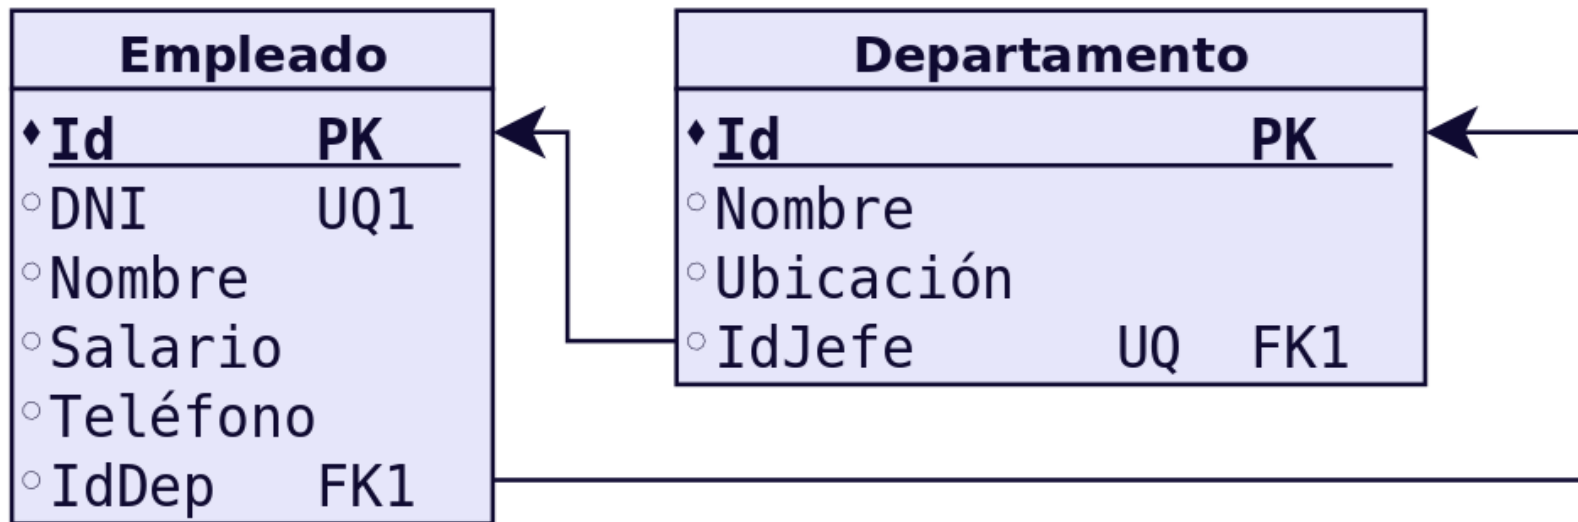 Empleado
Id PK
DNI UQ1
Nombre
Salario
Teléfono
IdDep FK1
Departamento
Id PK
Nombre
Ubicación
IdJefe UQ FK1